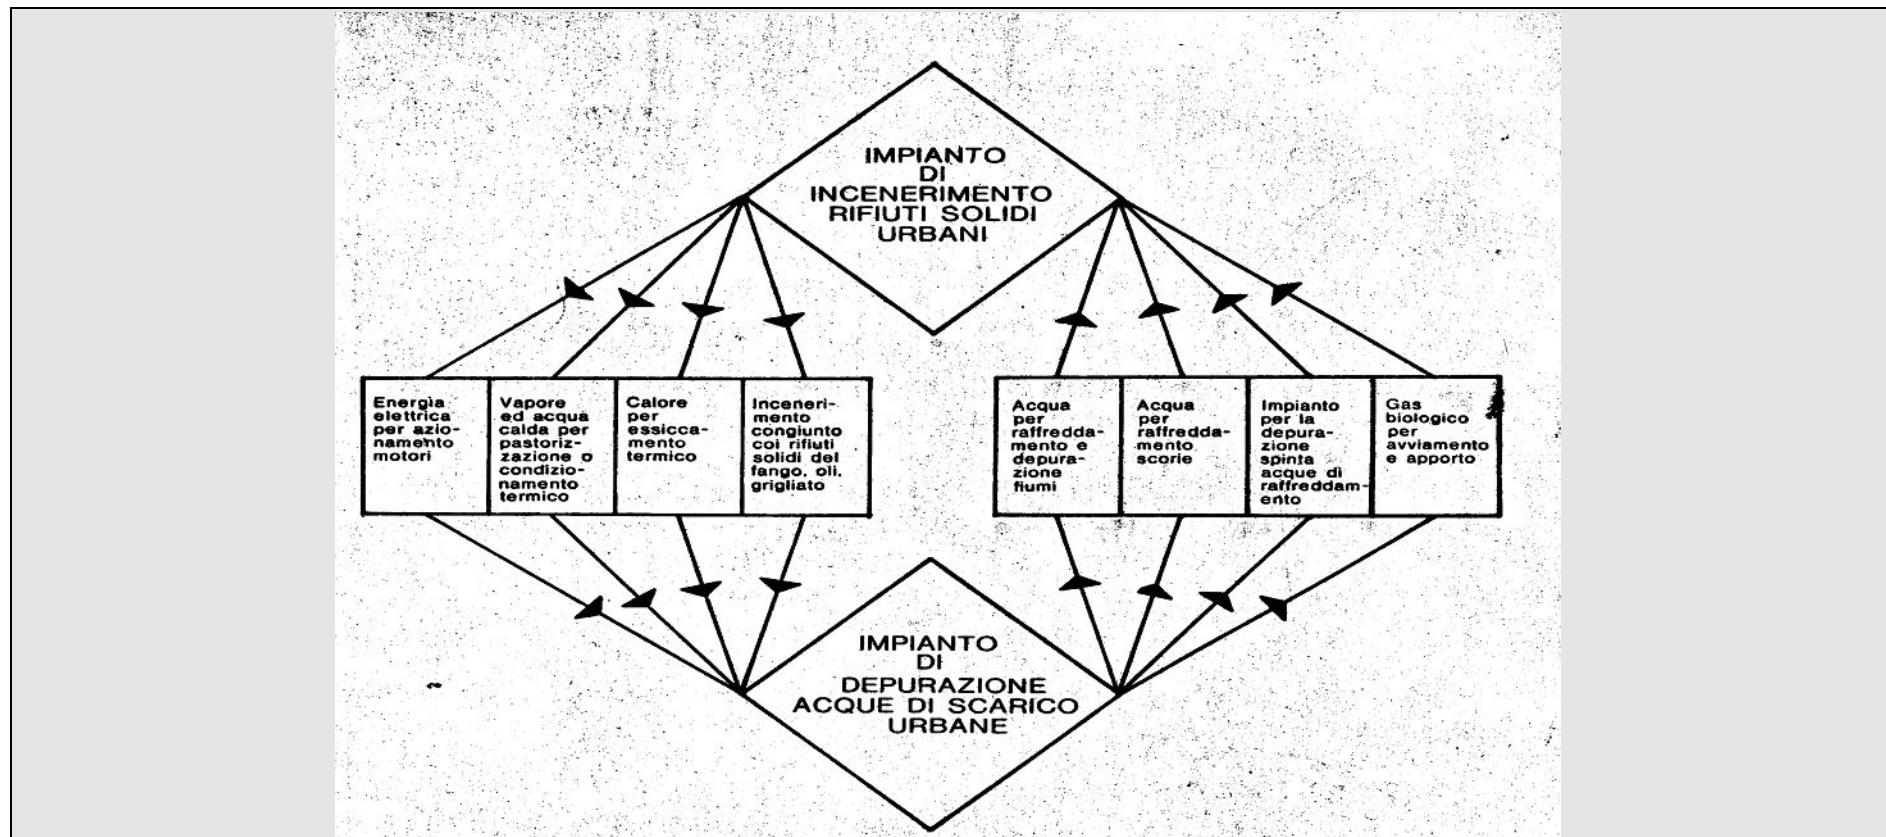 IMPIANTO
DI
INCENERIMENTO
RIFIUTI SOLIDI
URBANI
Energia
elettrica
per azio-
namento
motori
Vapore
ed acqua
calda per
pastoriz-
zazione o
condizio-
namento
termico
Calore
per
essicca-
mento
termico
Inceneri-
mento
congiunto
coi rifiuti
solidi del
fango, oli,
grigliato
Acqua
per
raffredda-
mento e
depura-
zione
fiumi
Acqua
per
raffredda-
mento
scorie
Impianto
per la
depura-
zione
spinta
acque di
raffreddam-
ento
Gas
biologico
per
avviamento
e apporto
IMPIANTO
DI
DEPURAZIONE
ACQUE DI SCARICO
URBANE